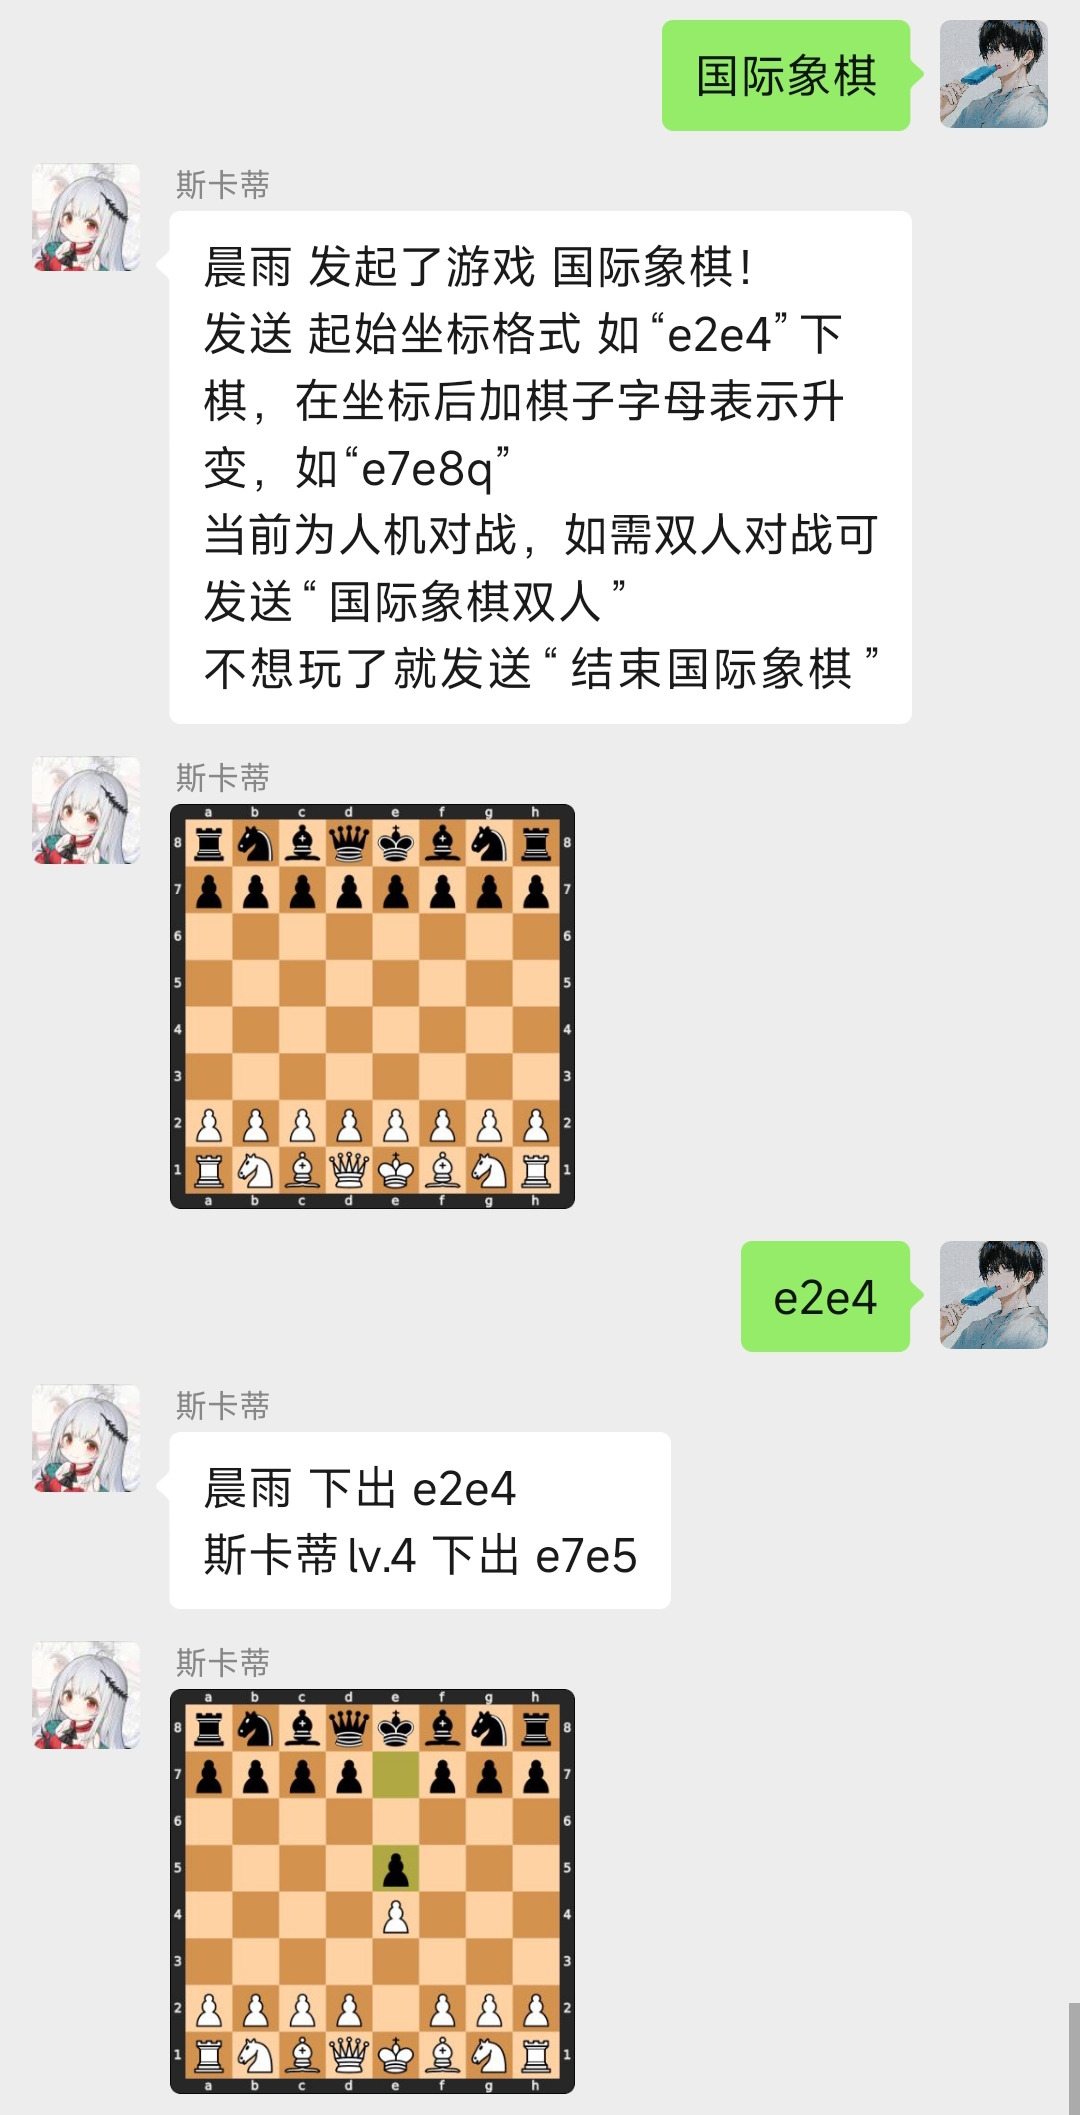 国际象棋
斯卡蒂
晨雨 发起了游戏 国际象棋！
发送 起始坐标格式 如“e2e4”下
棋，在坐标后加棋子字母表示升
变，如“e7e8q”
当前为人机对战，如需双人对战可
发送“国际象棋双人”
不想玩了就发送“结束国际象棋”
斯卡蒂
a b c d e f g h
8 8
7 7
6 6
5 5
4 4
3 3
2 2
1 1
a b c d e f g h
e2e4
斯卡蒂
晨雨 下出 e2e4
斯卡蒂lv.4 下出 e7e5
斯卡蒂
a b c d e f g h
8 8
7 7
6 6
5 5
4 4
3 3
2 2
1 1
a b c d e f g h